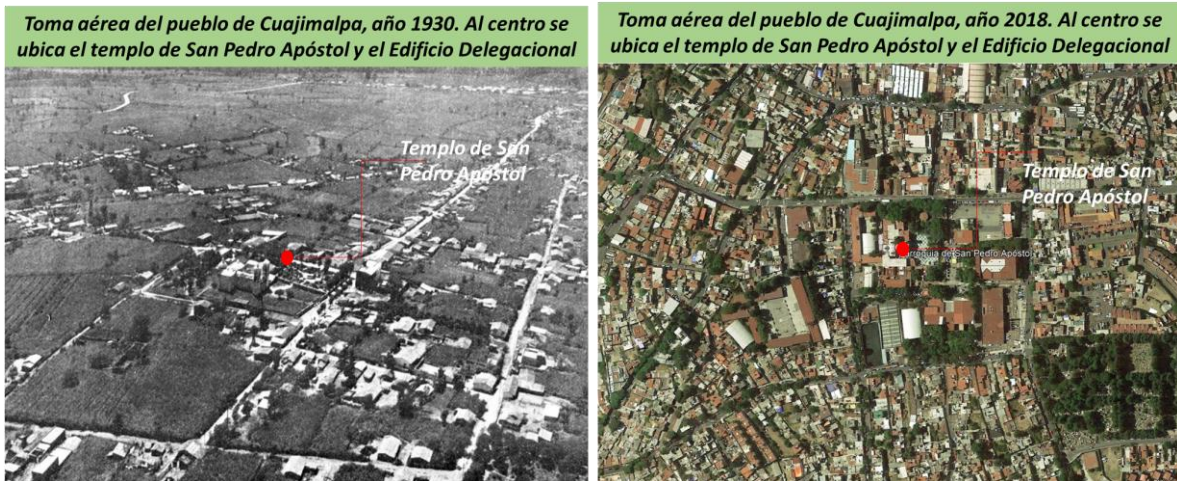 Toma aérea del pueblo de Cuajimalpa, año 1930. Al centro se
ubica el templo de San Pedro Apóstol y el Edificio Delegacional
Templo de San
Pedro Apóstol
Toma aérea del pueblo de Cuajimalpa, año 2018. Al centro se
ubica el templo de San Pedro Apóstol y el Edificio Delegacional
Templo de San
Pedro Apóstol
Parroquia de San Pedro Apóstol